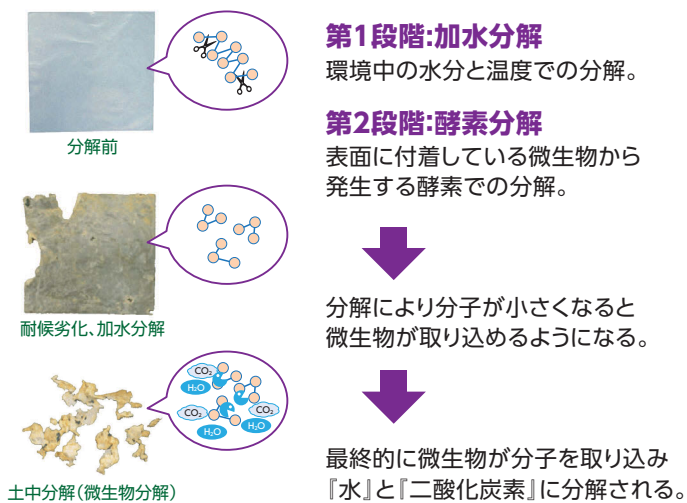 第1段階:加水分解
環境中の水分と温度での分解。
第2段階:酵素分解
表面に付着している微生物から
発生する酵素での分解。
分解前
耐候劣化、加水分解
分解により分子が小さくなると
微生物が取り込めるようになる。
CO₂
H₂O
CO₂
CO₂
H₂O
H₂O
土中分解(微生物分解)
最終的に微生物が分子を取り込み
『水』と『二酸化炭素』に分解される。